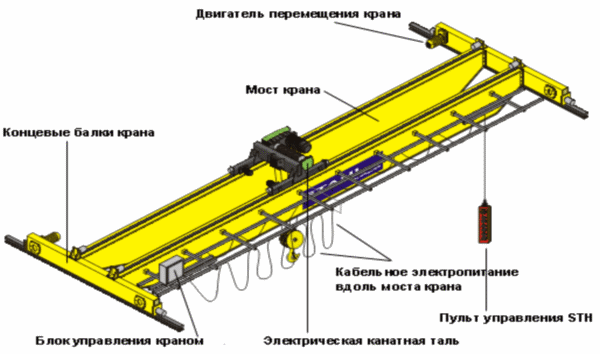 Двигатель перемещения крана
Мост крана
Концевые балки крана
Кабельное электропитание
вдоль моста крана
Пульт управления STH
Блок управления краном
Электрическая канатная таль